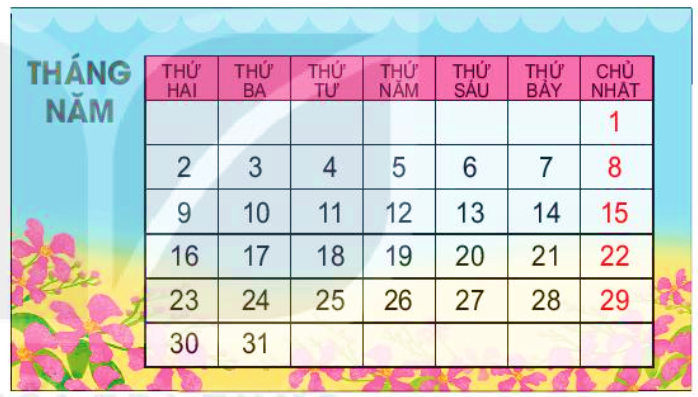 THÁNG
NĂM
THỨ HAI THỨ BA THỨ TƯ THỨ NĂM THỨ SÁU THỨ BẢY CHỦ NHẬT
1
2 3 4 5 6 7 8
9 10 11 12 13 14 15
16 17 18 19 20 21 22
23 24 25 26 27 28 29
30 31